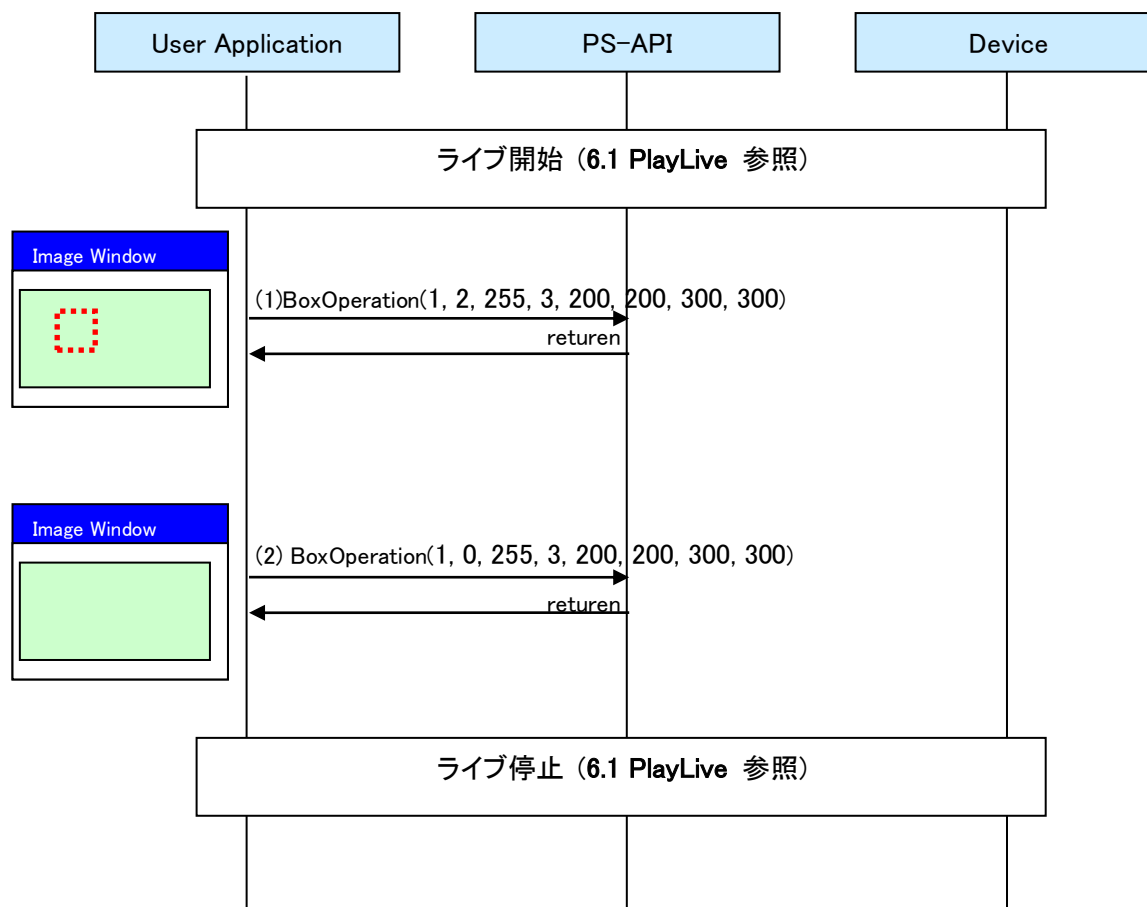 User Application
PS-API
Device
ライブ開始 (6.1 PlayLive 参照)
Image Window
(1)BoxOperation(1, 2, 255, 3, 200, 200, 300, 300)
returen
Image Window
(2) BoxOperation(1, 0, 255, 3, 200, 200, 300, 300)
returen
ライブ停止 (6.1 PlayLive 参照)